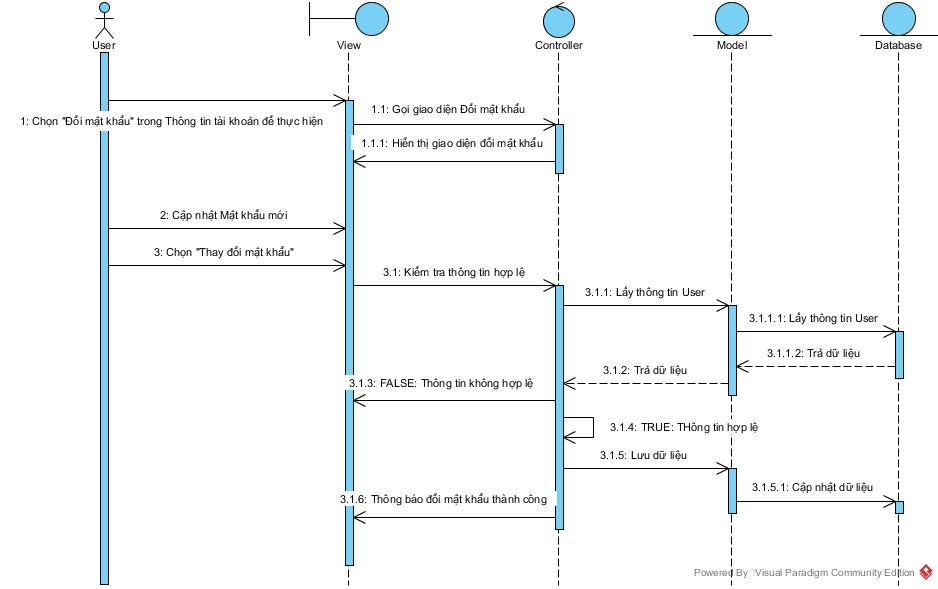 User
View
Controller
Model
Database
1: Chọn "Đổi mật khẩu" trong Thông tin tài khoản để thực hiện
1.1: Gọi giao diện Đổi mật khẩu
1.1.1: Hiển thị giao diện đổi mật khẩu
2: Cập nhật Mật khẩu mới
3: Chọn "Thay đổi mật khẩu"
3.1: Kiểm tra thông tin hợp lệ
3.1.1: Lấy thông tin User
3.1.1.1: Lấy thông tin User
3.1.1.2: Trả dữ liệu
3.1.2: Trả dữ liệu
3.1.3: FALSE: Thông tin không hợp lệ
3.1.4: TRUE: THông tin hợp lệ
3.1.5: Lưu dữ liệu
3.1.5.1: Cập nhật dữ liệu
3.1.6: Thông báo đổi mật khẩu thành công
Powered By Visual Paradigm Community Edition